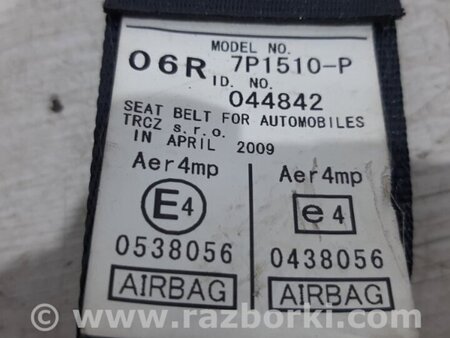 MODEL NO.
06R 7P1510-P
ID. NO.
044842
SEAT BELT FOR AUTOMOBILES
TRCZ s.r.o.
IN APRIL 2009
Aer4mp Aer4mp
E4 e4
0538056 0438056
AIRBAG AIRBAG
© www.razborki.com